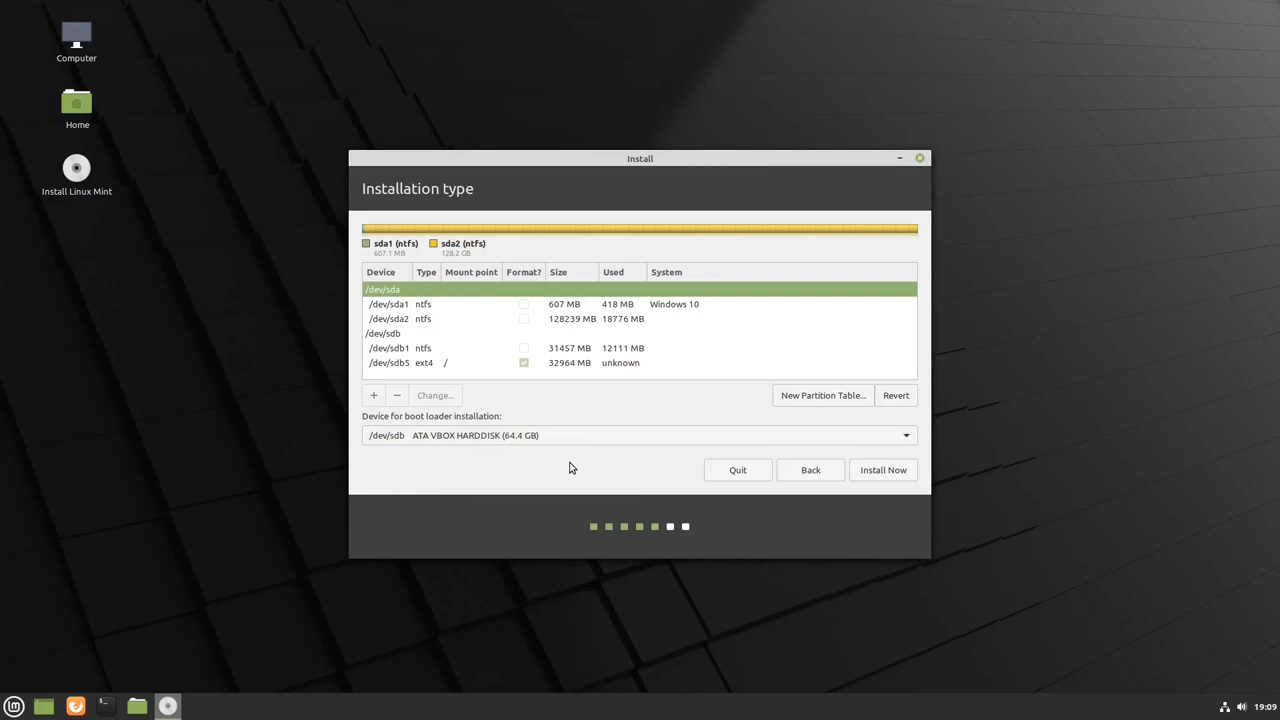 Computer
Home
Install Linux Mint
Install
Installation type
sda1 (ntfs) sda2 (ntfs)
607.1 MB 128.2 GB
Device Type Mount point Format? Size Used System
/dev/sda
/dev/sda1 ntfs 607 MB 418 MB Windows 10
/dev/sda2 ntfs 128239 MB 18776 MB
/dev/sdb
/dev/sdb1 ntfs 31457 MB 12111 MB
/dev/sdb5 ext4 / 32964 MB unknown
+ − Change... New Partition Table... Revert
Device for boot loader installation:
/dev/sdb ATA VBOX HARDDISK (64.4 GB)
Quit Back Install Now
19:09